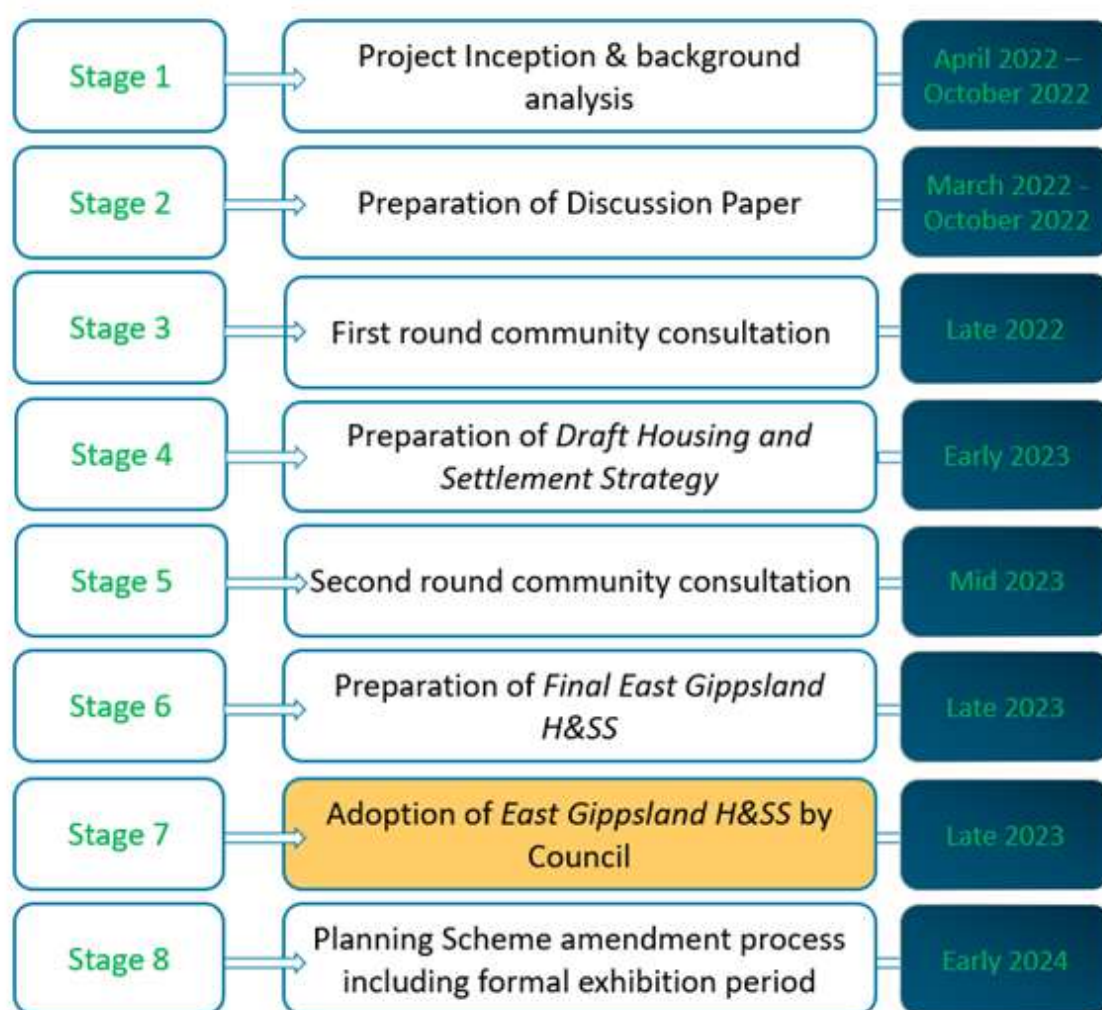 Stage 1
Project Inception & background
analysis
April 2022 –
October 2022
Stage 2
Preparation of Discussion Paper
March 2022 -
October 2022
Stage 3
First round community consultation
Late 2022
Stage 4
Preparation of Draft Housing and
Settlement Strategy
Early 2023
Stage 5
Second round community consultation
Mid 2023
Stage 6
Preparation of Final East Gippsland
H&SS
Late 2023
Stage 7
Adoption of East Gippsland H&SS by
Council
Late 2023
Stage 8
Planning Scheme amendment process
including formal exhibition period
Early 2024